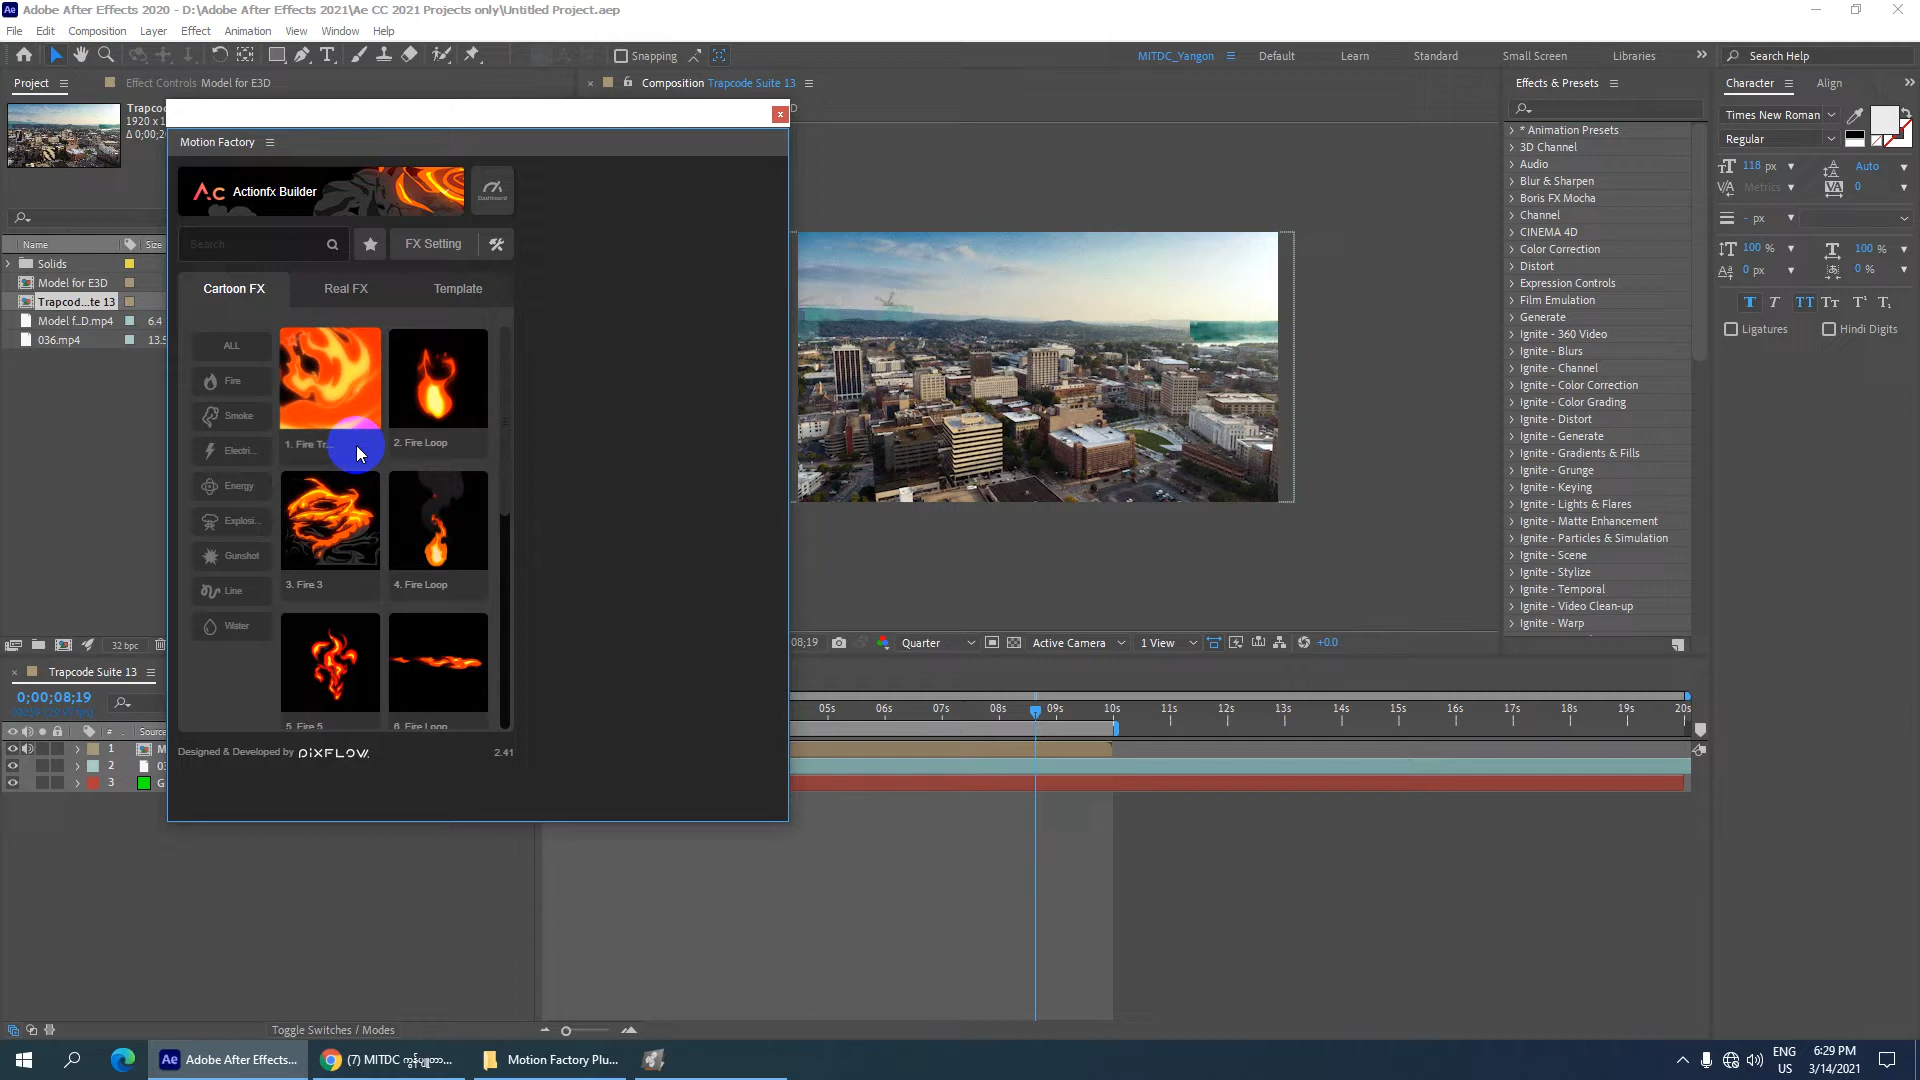 Adobe After Effects 2020 - D:\Adobe After Effects 2021\Ae CC 2021 Projects only\Untitled Project.aep
File Edit Composition Layer Effect Animation View Window Help
Snapping
MITDC_Yangon Default Learn Standard Small Screen Libraries
Search Help
Project
Effect Controls Model for E3D
Composition Trapcode Suite 13
Effects & Presets
Character Align
Motion Factory
Ac Actionfx Builder
Dashboard
Search
FX Setting
Cartoon FX Real FX Template
ALL
Fire
Smoke
Electri...
Energy
Explosi...
Gunshot
Line
Water
1. Fire Tr...
2. Fire Loop
3. Fire 3
4. Fire Loop
5. Fire 5
6. Fire Loop
Designed & Developed by PIXFLOW. 2.41
Name Size
Solids
Model for E3D
Trapcod...te 13
Model f...D.mp4 6.4
036.mp4 13.5
32 bpc
* Animation Presets
3D Channel
Audio
Blur & Sharpen
Boris FX Mocha
Channel
CINEMA 4D
Color Correction
Distort
Expression Controls
Film Emulation
Generate
Ignite - 360 Video
Ignite - Blurs
Ignite - Channel
Ignite - Color Correction
Ignite - Color Grading
Ignite - Distort
Ignite - Generate
Ignite - Gradients & Fills
Ignite - Grunge
Ignite - Keying
Ignite - Lights & Flares
Ignite - Matte Enhancement
Ignite - Particles & Simulation
Ignite - Scene
Ignite - Stylize
Ignite - Temporal
Ignite - Video Clean-up
Ignite - Warp
Times New Roman
Regular
118 px Auto
Metrics 0
- px
100 % 100 %
0 px 0 %
Ligatures Hindi Digits
08;19 Quarter Active Camera 1 View +0.0
Trapcode Suite 13
0;00;08;19
# Source
1 M
2 03
3 G
05s 06s 07s 08s 09s 10s 11s 12s 13s 14s 15s 16s 17s 18s 19s 20s
Toggle Switches / Modes
Adobe After Effects...
(7) MITDC ကွန်ပျူတာ...
Motion Factory Plu...
ENG
US
6:29 PM
3/14/2021